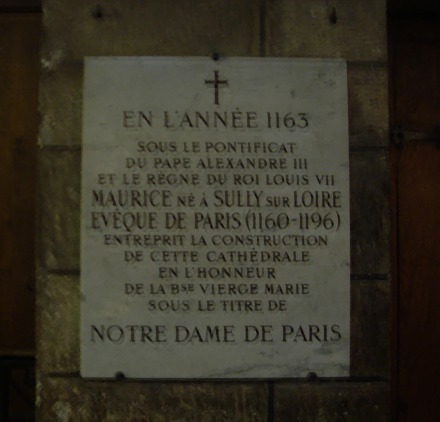 EN L'ANNÉE 1163
SOUS LE PONTIFICAT
DU PAPE ALEXANDRE III
ET LE RÈGNE DU ROI LOUIS VII
MAURICE NÉ À SULLY SUR LOIRE
EVÊQUE DE PARIS (1160-1196)
ENTREPRIT LA CONSTRUCTION
DE CETTE CATHÉDRALE
EN L'HONNEUR
DE LA BSE VIERGE MARIE
SOUS LE TITRE DE
NOTRE DAME DE PARIS